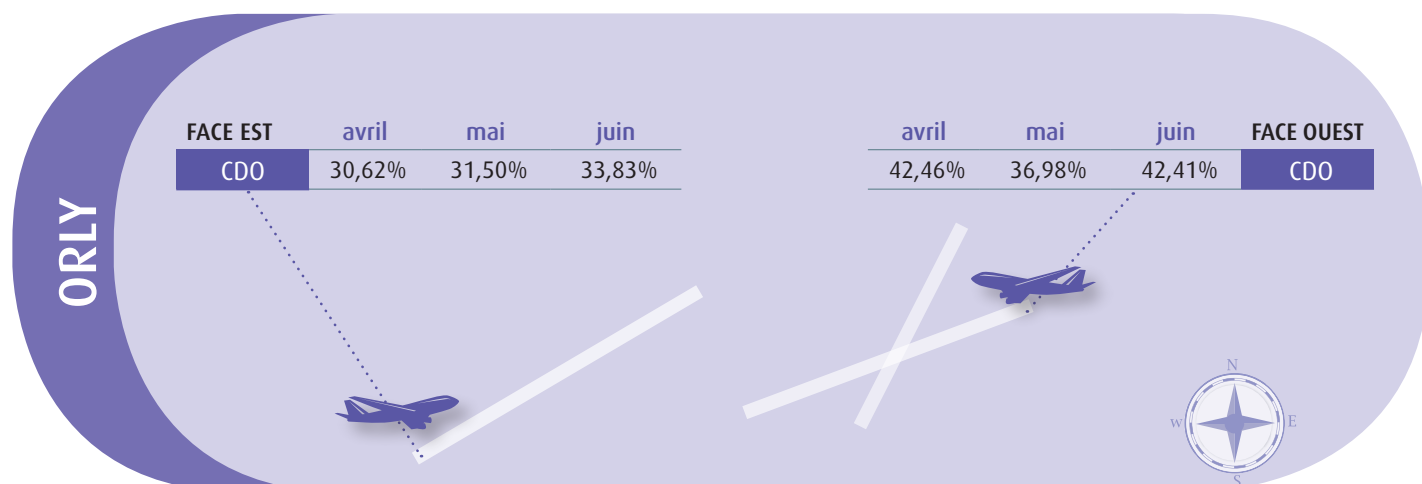 ORLY
FACE EST avril mai juin
CDO 30,62% 31,50% 33,83%
avril mai juin FACE OUEST
42,46% 36,98% 42,41% CDO
N
W E
S